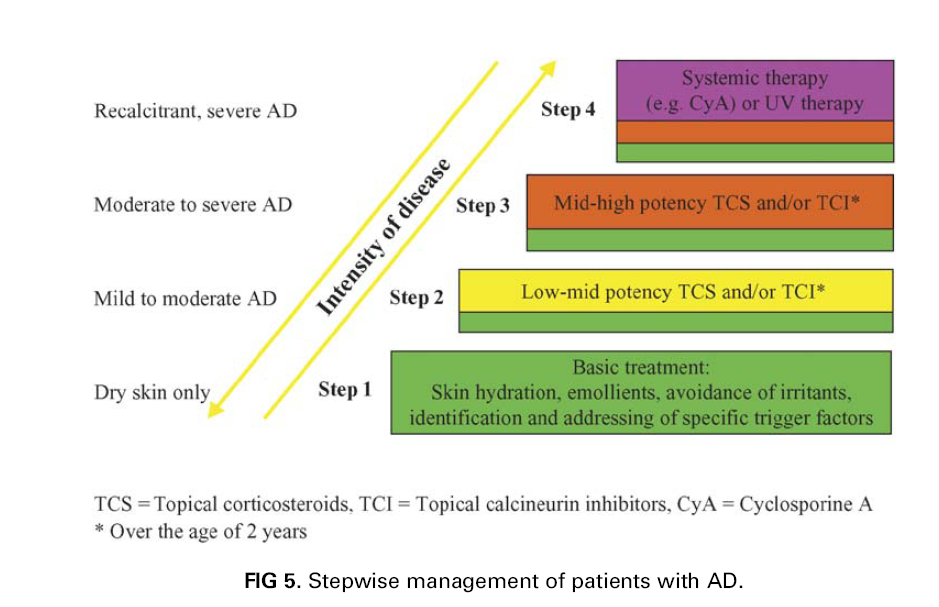 Recalcitrant, severe AD
Step 4
Systemic therapy
(e.g. CyA) or UV therapy
Moderate to severe AD
Step 3
Mid-high potency TCS and/or TCI*
Intensity of disease
Mild to moderate AD
Step 2
Low-mid potency TCS and/or TCI*
Dry skin only
Step 1
Basic treatment:
Skin hydration, emollients, avoidance of irritants,
identification and addressing of specific trigger factors
TCS = Topical corticosteroids, TCI = Topical calcineurin inhibitors, CyA = Cyclosporine A
* Over the age of 2 years
FIG 5. Stepwise management of patients with AD.